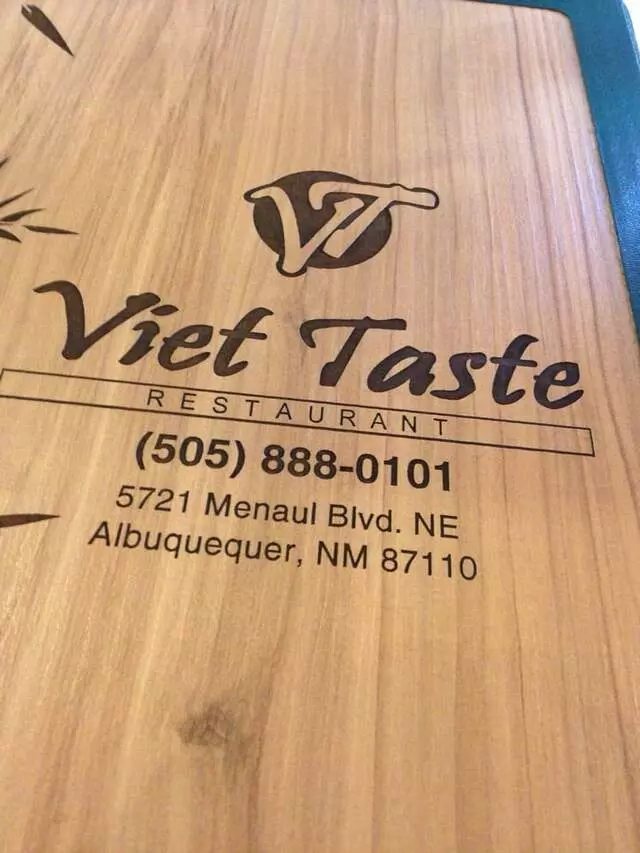 VT
Viet Taste
RESTAURANT
(505) 888-0101
5721 Menaul Blvd. NE
Albuquequer, NM 87110